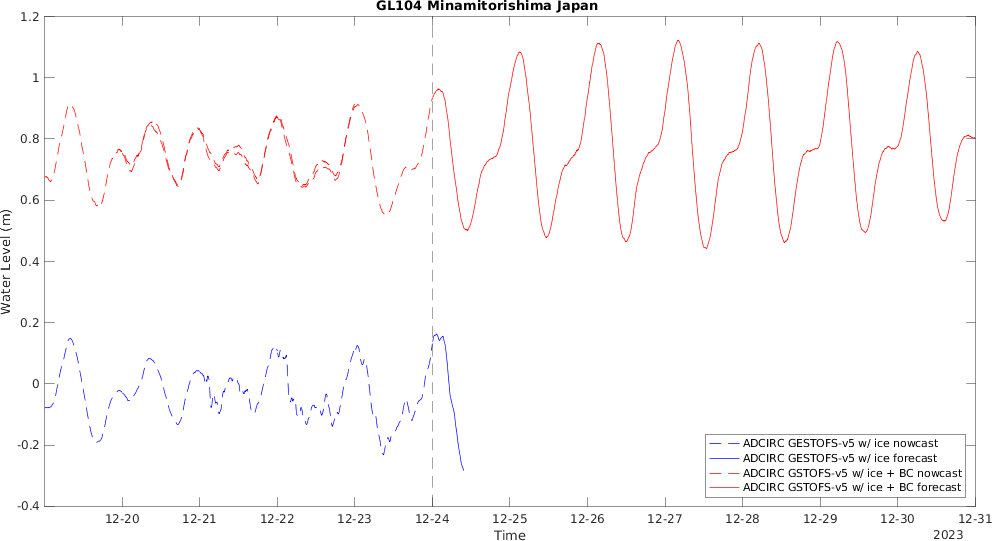 GL104 Minamitorishima Japan
1.2
1
0.8
0.6
0.4
0.2
0
-0.2
-0.4
Water Level (m)
12-20 12-21 12-22 12-23 12-24 12-25 12-26 12-27 12-28 12-29 12-30 12-31
Time
2023
ADCIRC GESTOFS-v5 w/ ice nowcast
ADCIRC GESTOFS-v5 w/ ice forecast
ADCIRC GSTOFS-v5 w/ ice + BC nowcast
ADCIRC GSTOFS-v5 w/ ice + BC forecast